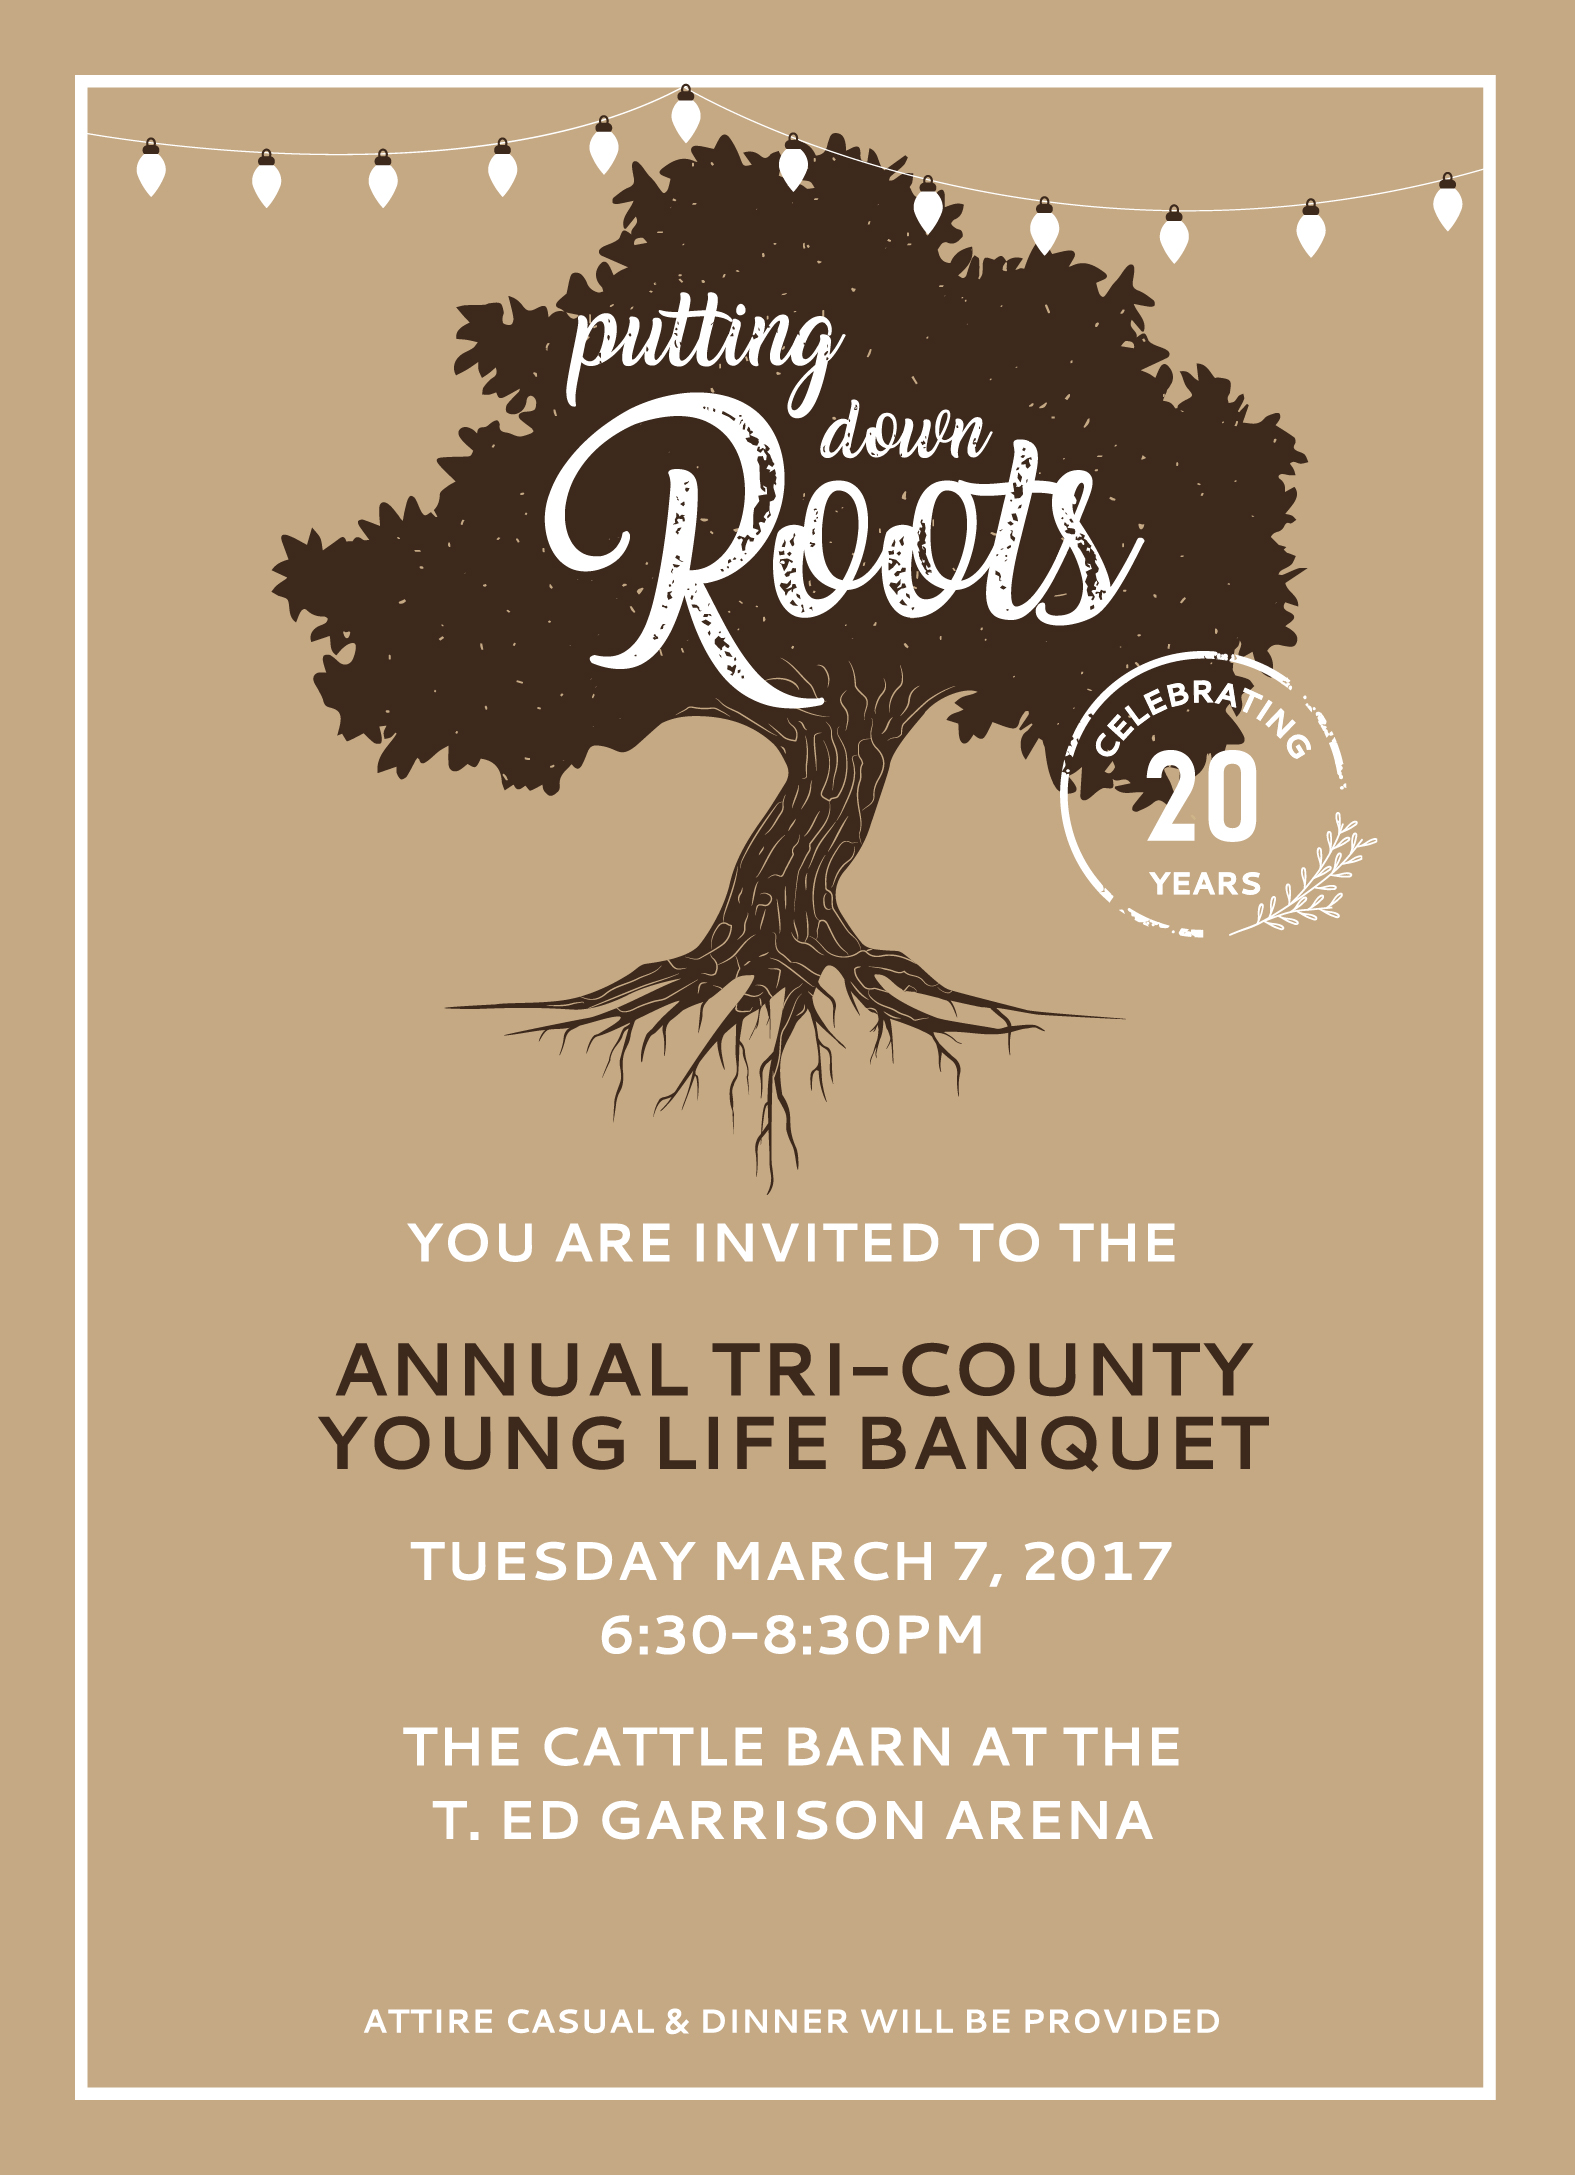 putting
down
Roots
CELEBRATING
20
YEARS
YOU ARE INVITED TO THE
ANNUAL TRI-COUNTY
YOUNG LIFE BANQUET
TUESDAY MARCH 7, 2017
6:30-8:30PM
THE CATTLE BARN AT THE
T. ED GARRISON ARENA
ATTIRE CASUAL & DINNER WILL BE PROVIDED